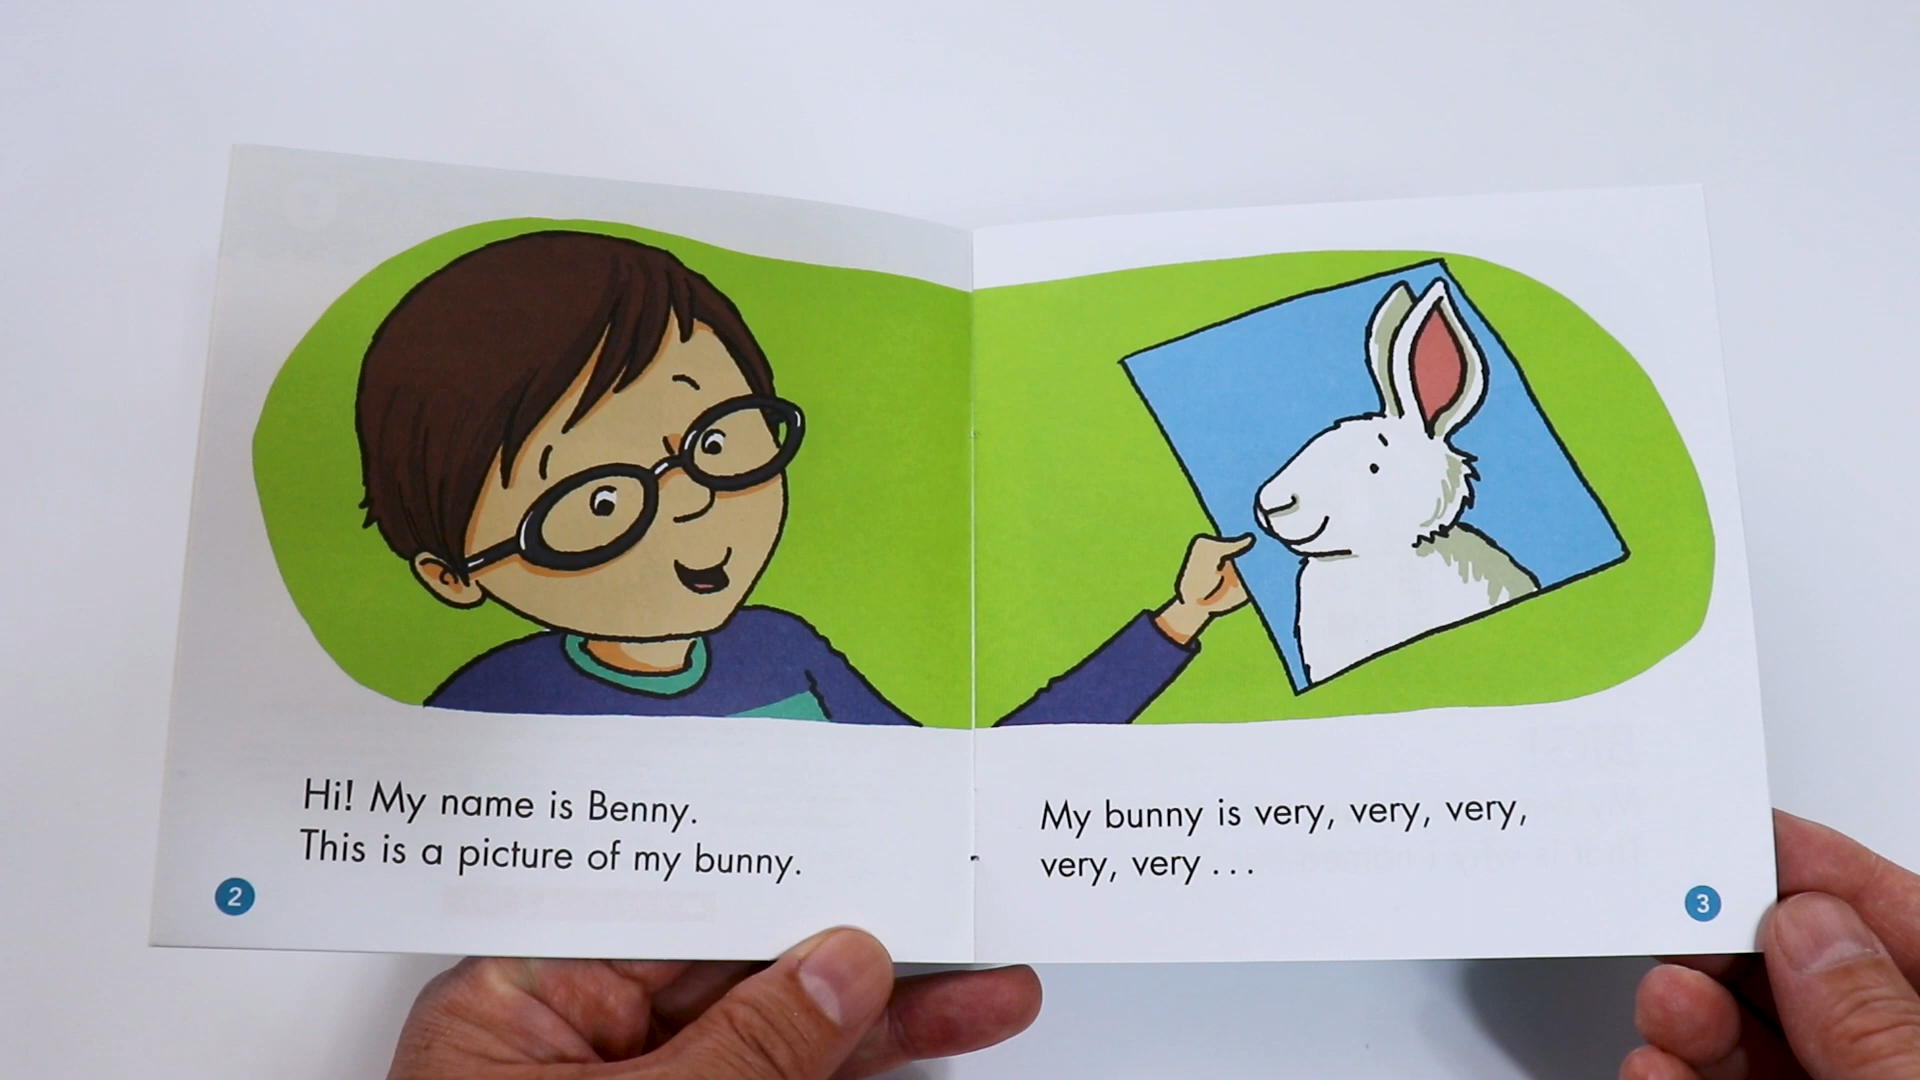 Hi! My name is Benny.
This is a picture of my bunny.
2
My bunny is very, very, very,
very, very . . .
3